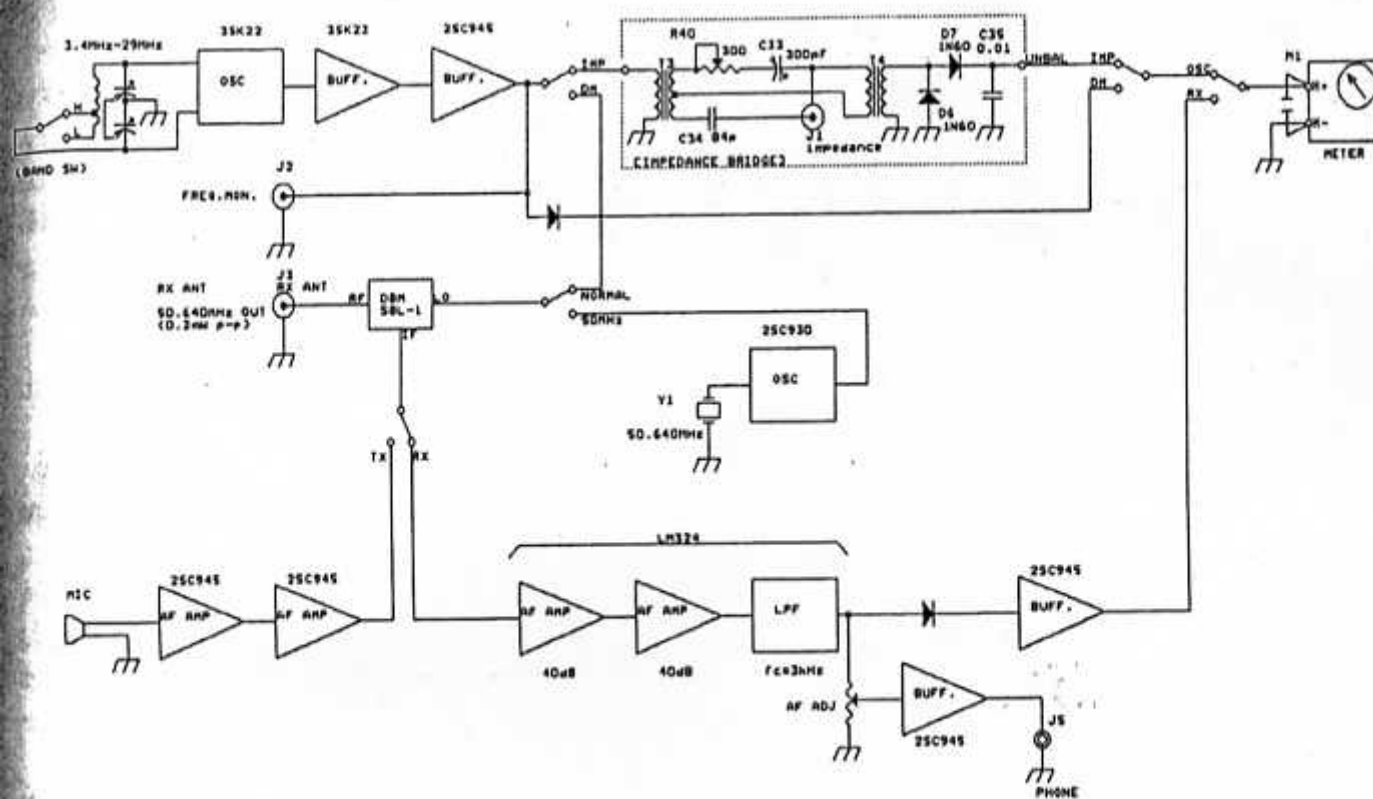 3SK22
3SK22
2SC945
3.4MHz-29MHz
OSC
BUFF.
BUFF.
H
L
(BAND SW)
IMP
DM
R40
300
C33
300pF
T3
T4
D7
1N60
C35
0.01
D6
1N60
C34 84p
J1
impedance
[IMPEDANCE BRIDGE]
UNBAL
IMP
DM
OSC
RX
M1
M+
M-
METER
J2
FREQ.MON.
J3
RX ANT
RX ANT
50.640MHz OUT
(0.3mW p-p)
RF
DBM
SBL-1
LO
IF
NORMAL
50MHz
2SC930
OSC
Y1
50.640MHz
TX
RX
LM324
MIC
2SC945
AF AMP
2SC945
AF AMP
AF AMP
40dB
AF AMP
40dB
LPF
fc=3kHz
2SC945
BUFF.
AF ADJ
BUFF.
2SC945
J5
PHONE